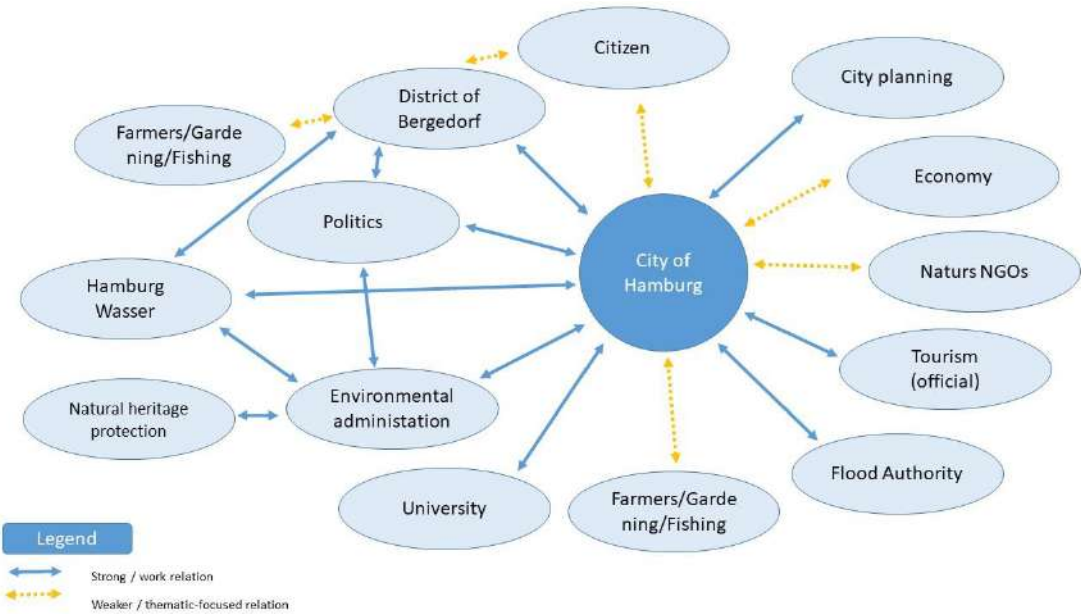 Citizen
City planning
District of
Bergedorf
Farmers/Garde
ning/Fishing
Economy
Politics
City of
Hamburg
Naturs NGOs
Hamburg
Wasser
Tourism
(official)
Environmental
administation
Natural heritage
protection
Flood Authority
University
Farmers/Garde
ning/Fishing
Legend
Strong / work relation
Weaker / thematic-focused relation